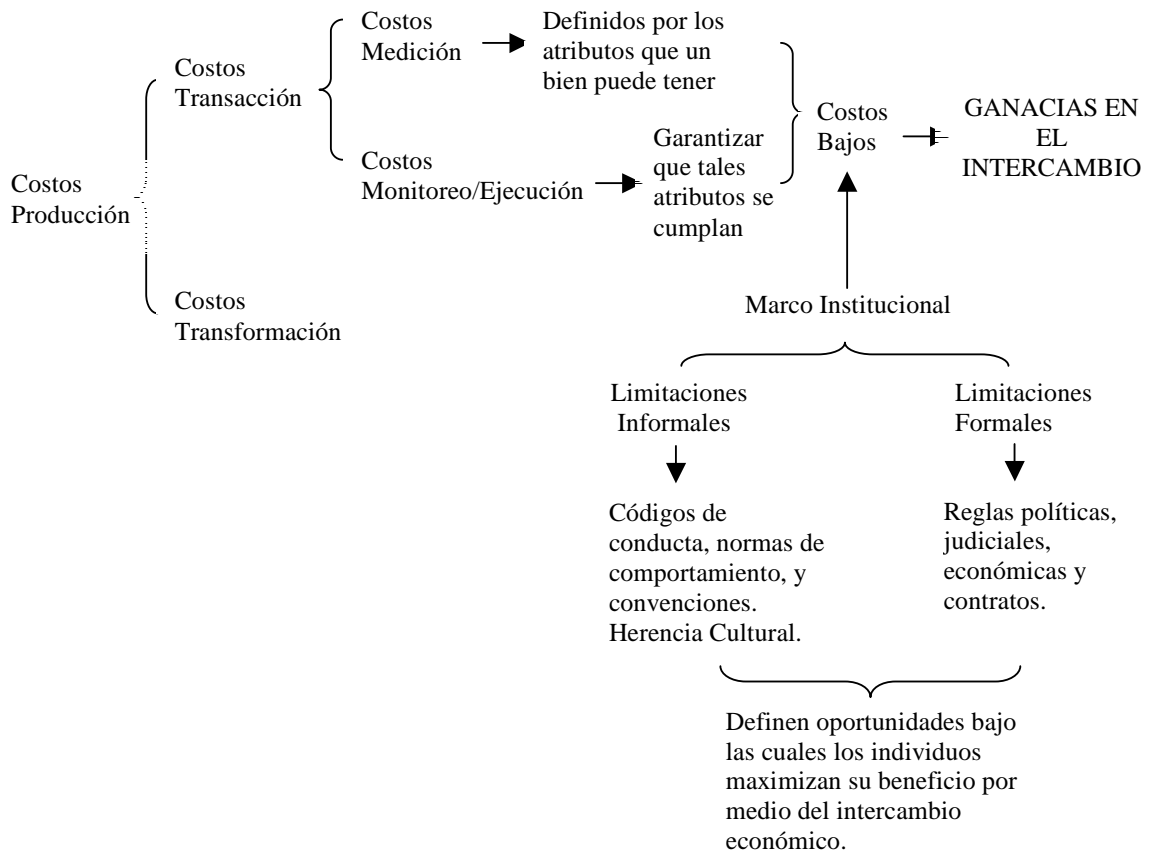 Costos
Producción
Costos
Transacción
Costos
Transformación
Costos
Medición
Costos
Monitoreo/Ejecución
Definidos por los
atributos que un
bien puede tener
Garantizar
que tales
atributos se
cumplan
Costos
Bajos
GANACIAS EN
EL
INTERCAMBIO
Marco Institucional
Limitaciones
Informales
Limitaciones
Formales
Códigos de
conducta, normas de
comportamiento, y
convenciones.
Herencia Cultural.
Reglas políticas,
judiciales,
económicas y
contratos.
Definen oportunidades bajo
las cuales los individuos
maximizan su beneficio por
medio del intercambio
económico.